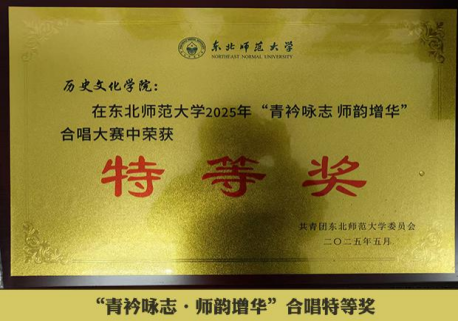 东北师范大学
NORTHEAST NORMAL UNIVERSITY
历史文化学院：
在东北师范大学2025年“青衿咏志 师韵增华”
合唱大赛中荣获
特等奖
共青团东北师范大学委员会
二〇二五年五月
“青衿咏志·师韵增华”合唱特等奖